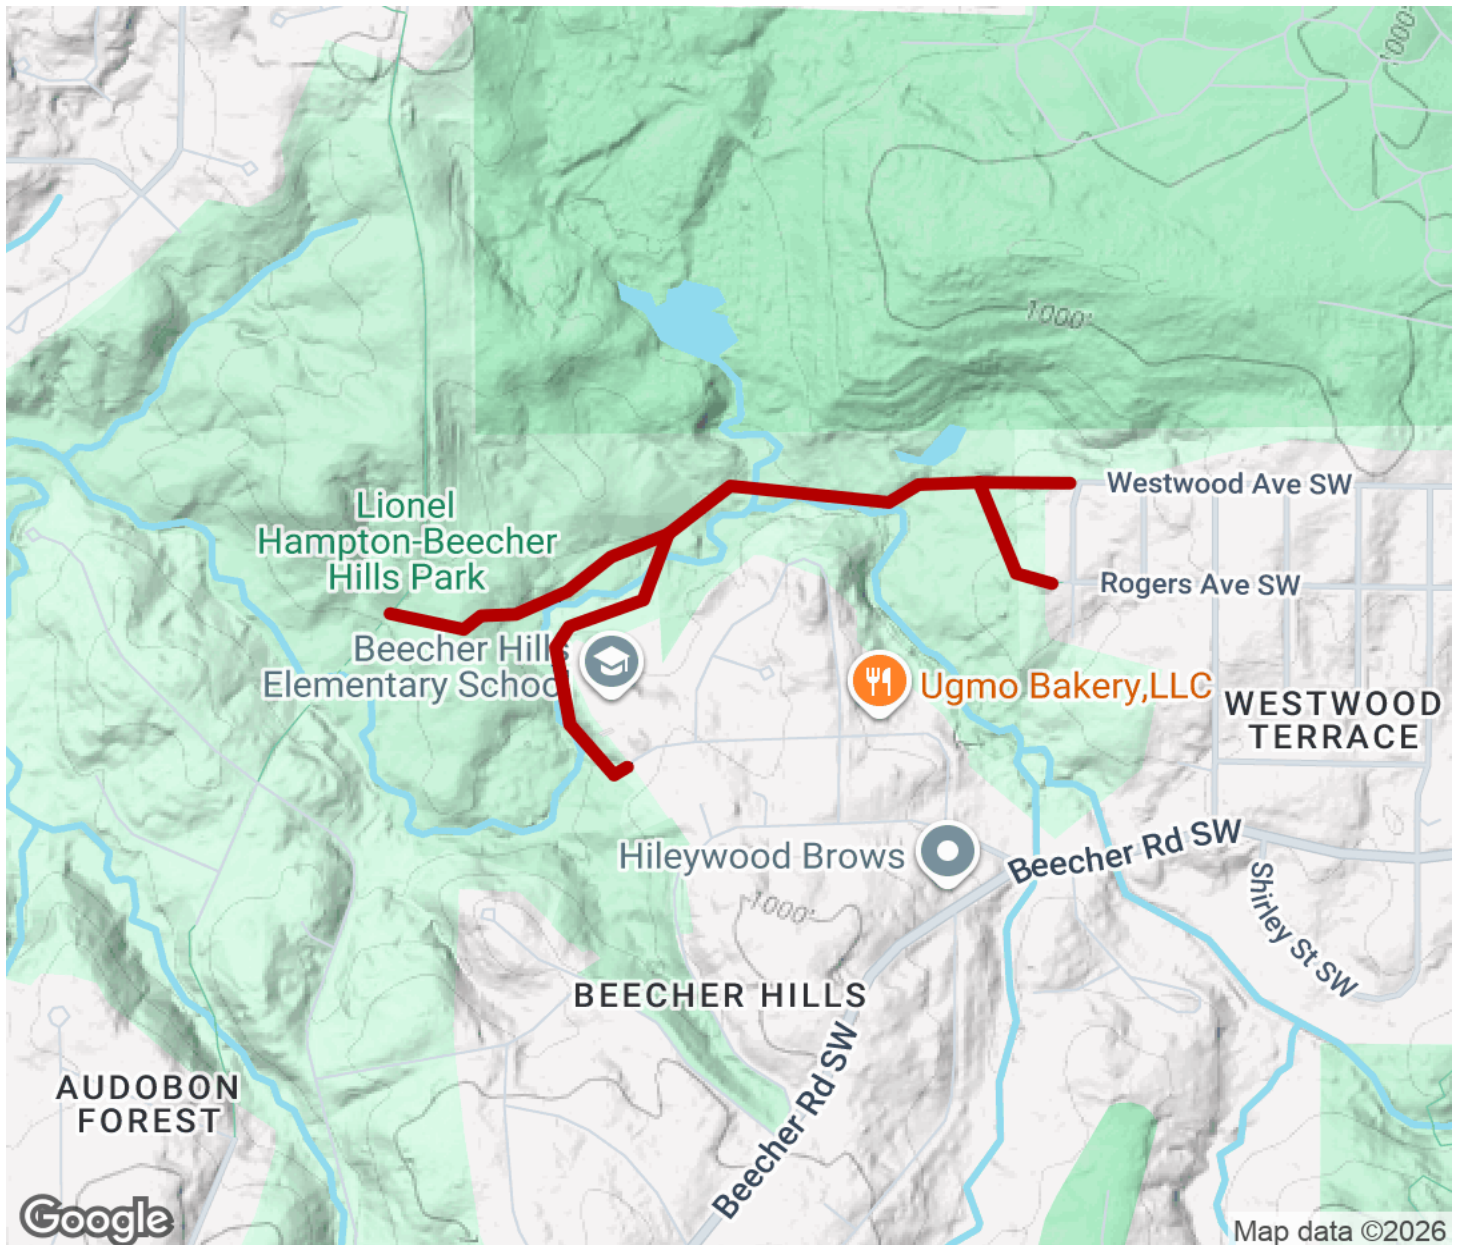 1000'
1000'
Westwood Ave SW
Lionel
Hampton-Beecher
Hills Park
Rogers Ave SW
Beecher Hills
Elementary School
Ugmo Bakery,LLC
WESTWOOD
TERRACE
Hileywood Brows
Beecher Rd SW
Shirley St SW
1000'
BEECHER HILLS
Beecher Rd SW
AUDOBON
FOREST
Google
Map data ©2026